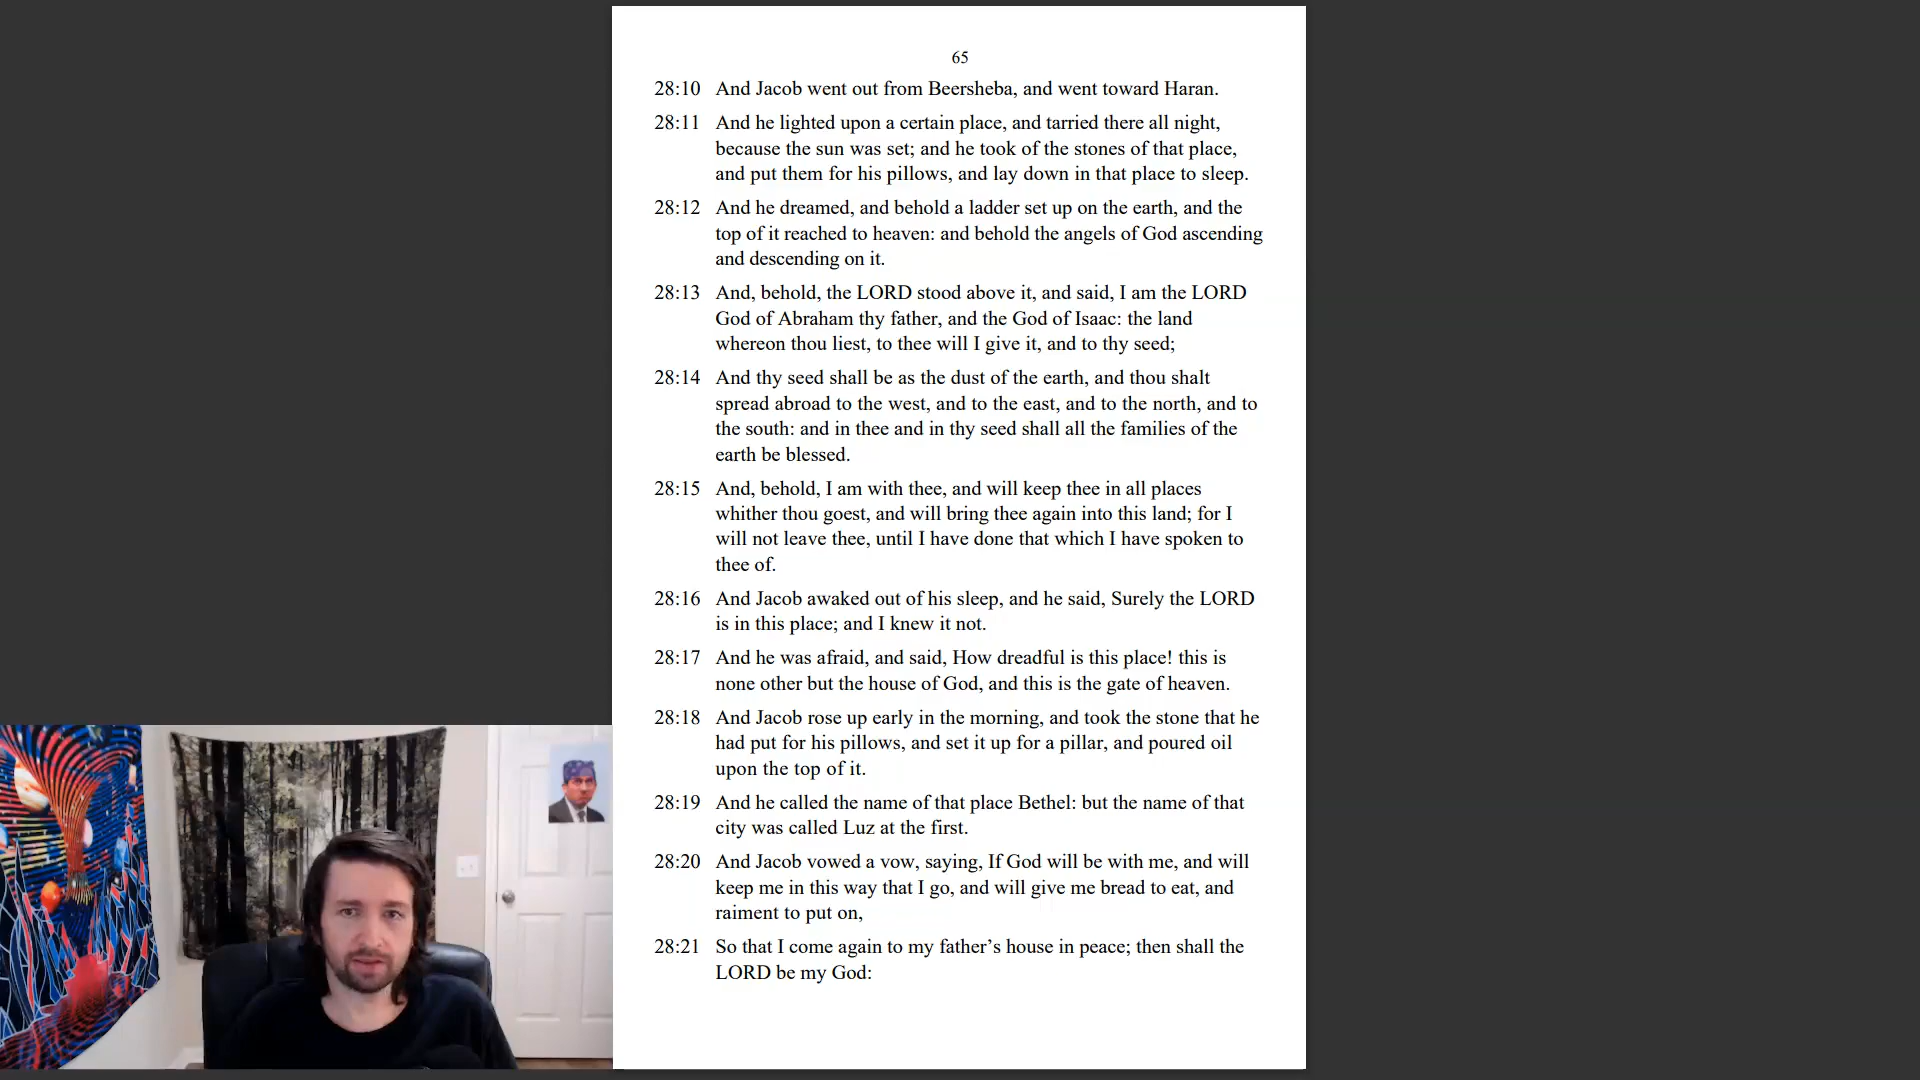 65
28:10 And Jacob went out from Beersheba, and went toward Haran.
28:11 And he lighted upon a certain place, and tarried there all night,
because the sun was set; and he took of the stones of that place,
and put them for his pillows, and lay down in that place to sleep.
28:12 And he dreamed, and behold a ladder set up on the earth, and the
top of it reached to heaven: and behold the angels of God ascending
and descending on it.
28:13 And, behold, the LORD stood above it, and said, I am the LORD
God of Abraham thy father, and the God of Isaac: the land
whereon thou liest, to thee will I give it, and to thy seed;
28:14 And thy seed shall be as the dust of the earth, and thou shalt
spread abroad to the west, and to the east, and to the north, and to
the south: and in thee and in thy seed shall all the families of the
earth be blessed.
28:15 And, behold, I am with thee, and will keep thee in all places
whither thou goest, and will bring thee again into this land; for I
will not leave thee, until I have done that which I have spoken to
thee of.
28:16 And Jacob awaked out of his sleep, and he said, Surely the LORD
is in this place; and I knew it not.
28:17 And he was afraid, and said, How dreadful is this place! this is
none other but the house of God, and this is the gate of heaven.
28:18 And Jacob rose up early in the morning, and took the stone that he
had put for his pillows, and set it up for a pillar, and poured oil
upon the top of it.
28:19 And he called the name of that place Bethel: but the name of that
city was called Luz at the first.
28:20 And Jacob vowed a vow, saying, If God will be with me, and will
keep me in this way that I go, and will give me bread to eat, and
raiment to put on,
28:21 So that I come again to my father’s house in peace; then shall the
LORD be my God: